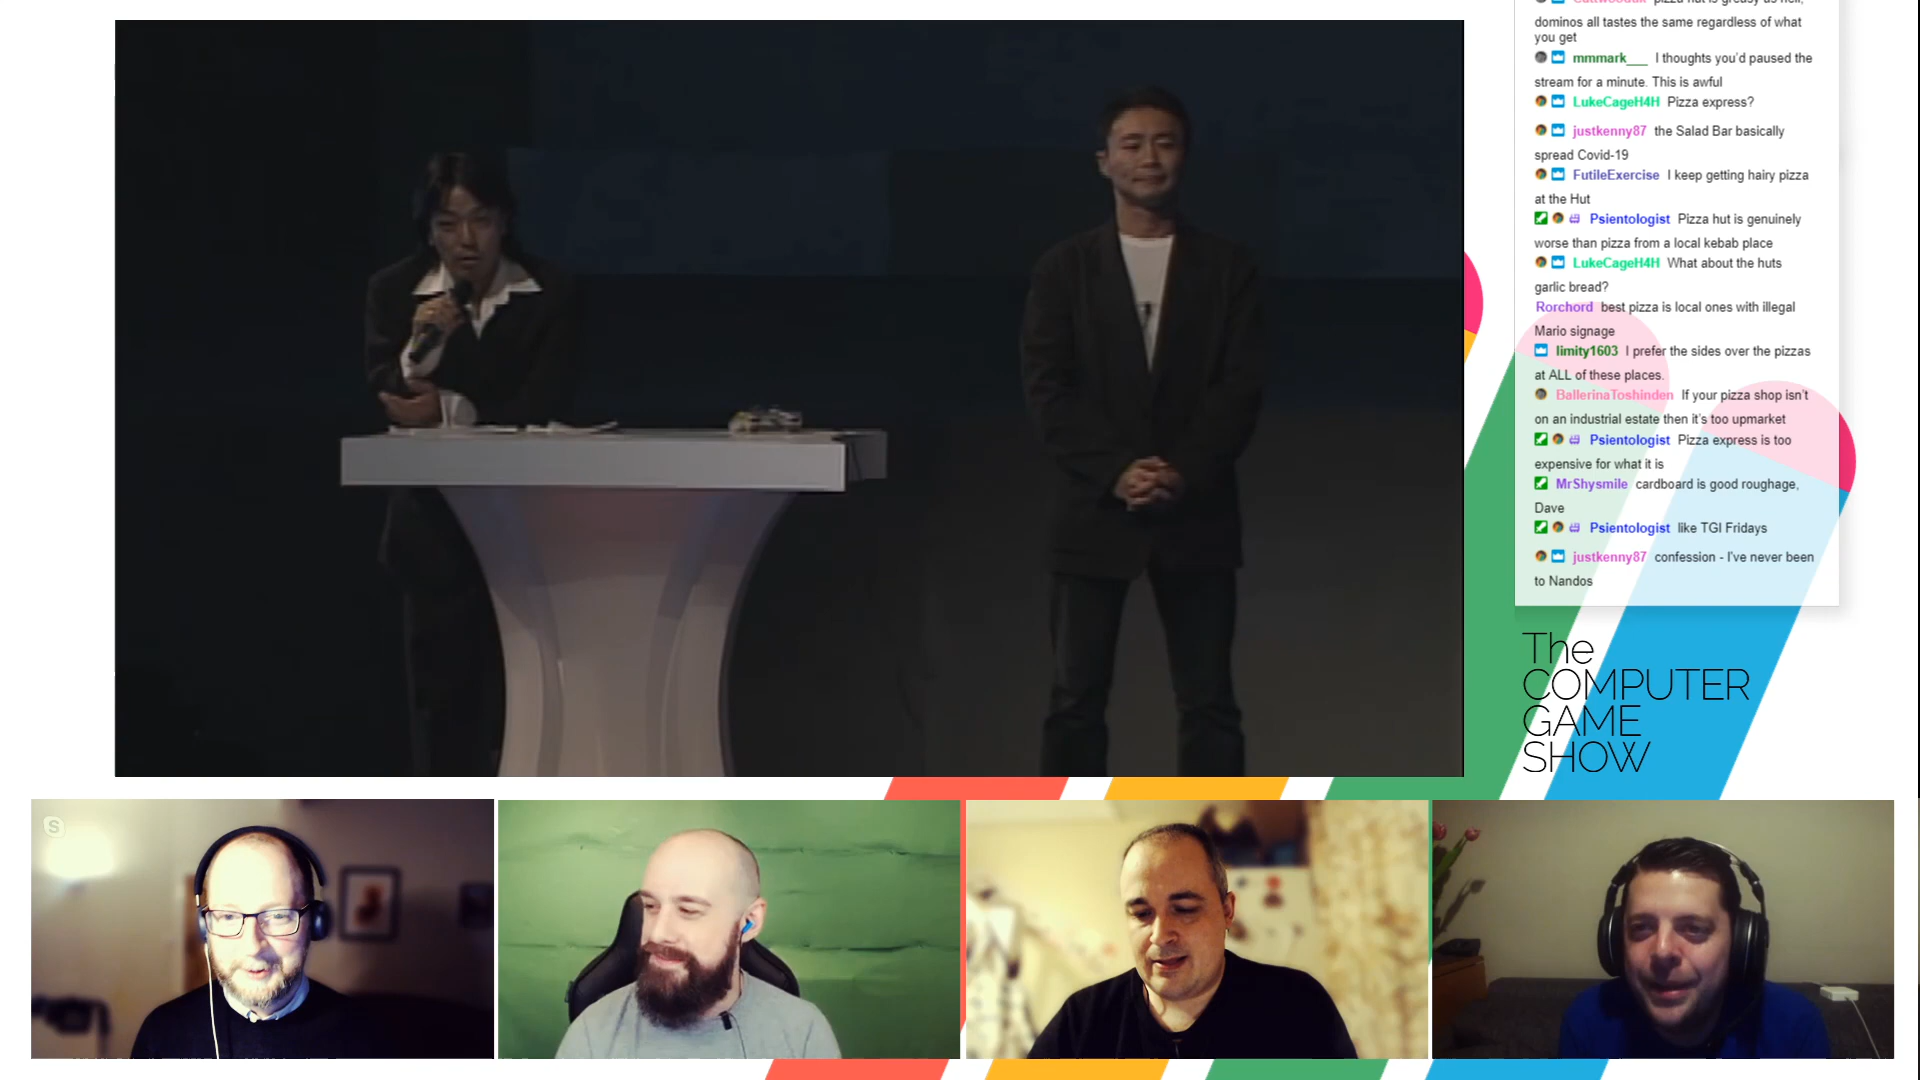 pizza hut is greasy as hell,
dominos all tastes the same regardless of what
you get
mmmark___ I thoughts you'd paused the
stream for a minute. This is awful
LukeCageH4H Pizza express?
justkenny87 the Salad Bar basically
spread Covid-19
FutileExercise I keep getting hairy pizza
at the Hut
Psientologist Pizza hut is genuinely
worse than pizza from a local kebab place
LukeCageH4H What about the huts
garlic bread?
Rorchord best pizza is local ones with illegal
Mario signage
limity1603 I prefer the sides over the pizzas
at ALL of these places.
BallerinaToshinden If your pizza shop isn't
on an industrial estate then it's too upmarket
Psientologist Pizza express is too
expensive for what it is
MrShysmile cardboard is good roughage,
Dave
Psientologist like TGI Fridays
justkenny87 confession - I've never been
to Nandos
The
COMPUTER
GAME
SHOW
S